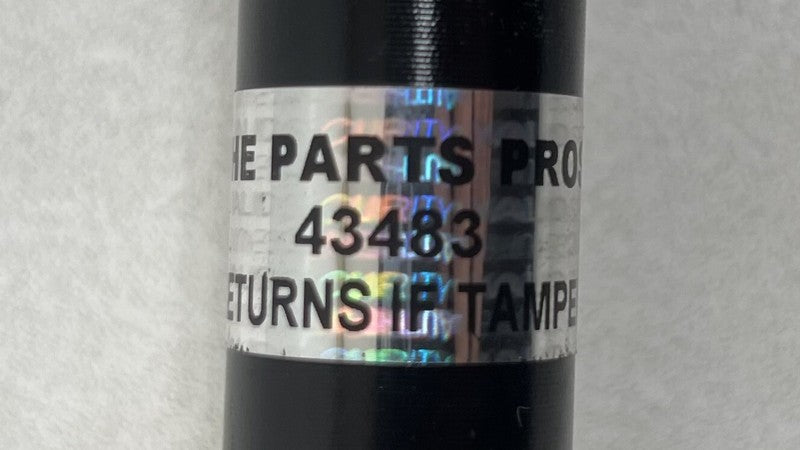 HE PARTS PROS
43483
ETURNS IF TAMPE